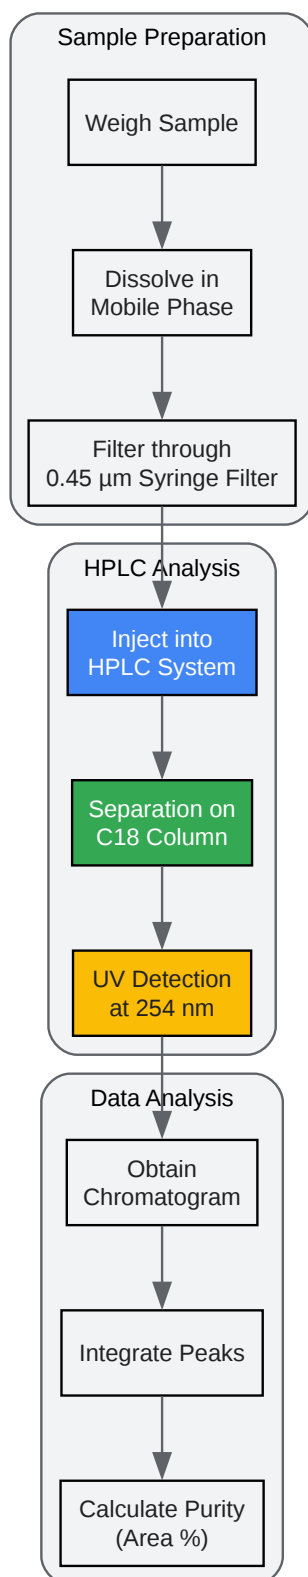 Sample Preparation
Weigh Sample
Dissolve in
Mobile Phase
Filter through
0.45 µm Syringe Filter
HPLC Analysis
Inject into
HPLC System
Separation on
C18 Column
UV Detection
at 254 nm
Data Analysis
Obtain
Chromatogram
Integrate Peaks
Calculate Purity
(Area %)